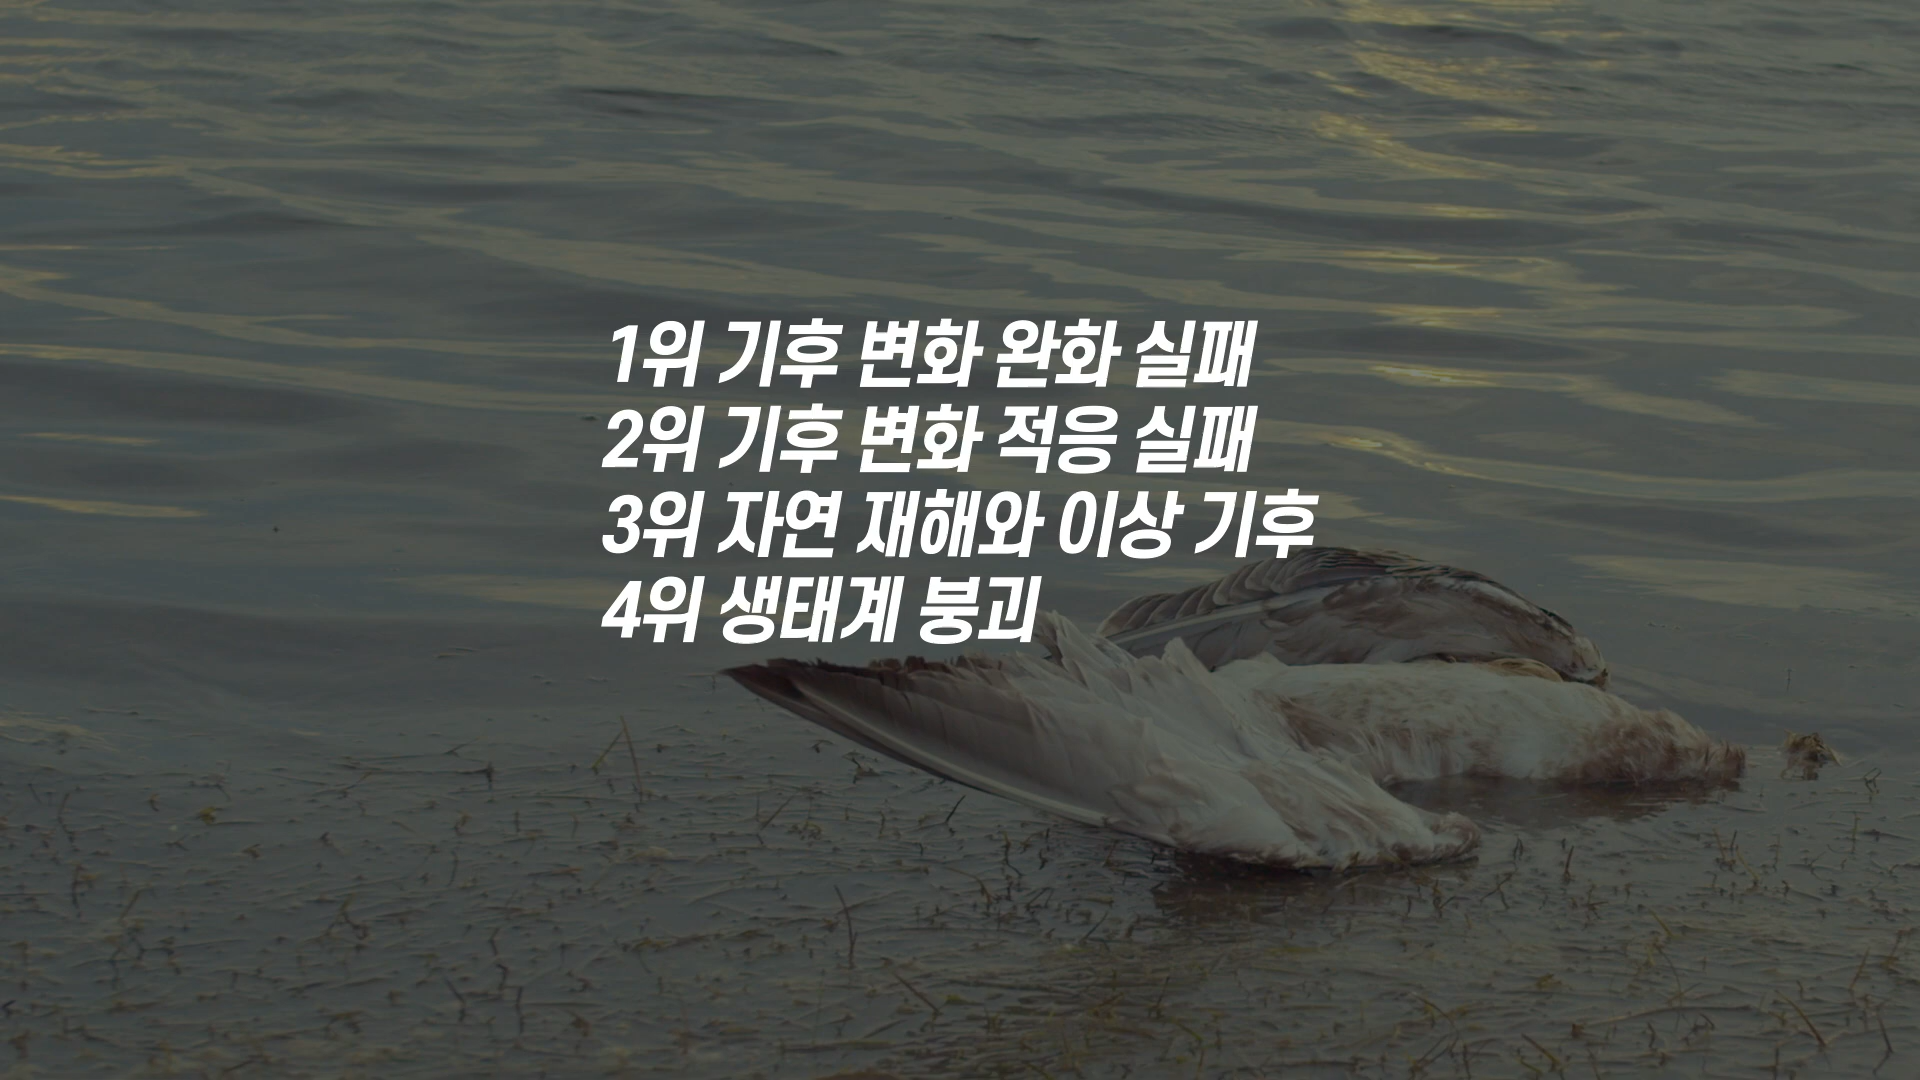 1위 기후 변화 완화 실패
2위 기후 변화 적응 실패
3위 자연 재해와 이상 기후
4위 생태계 붕괴